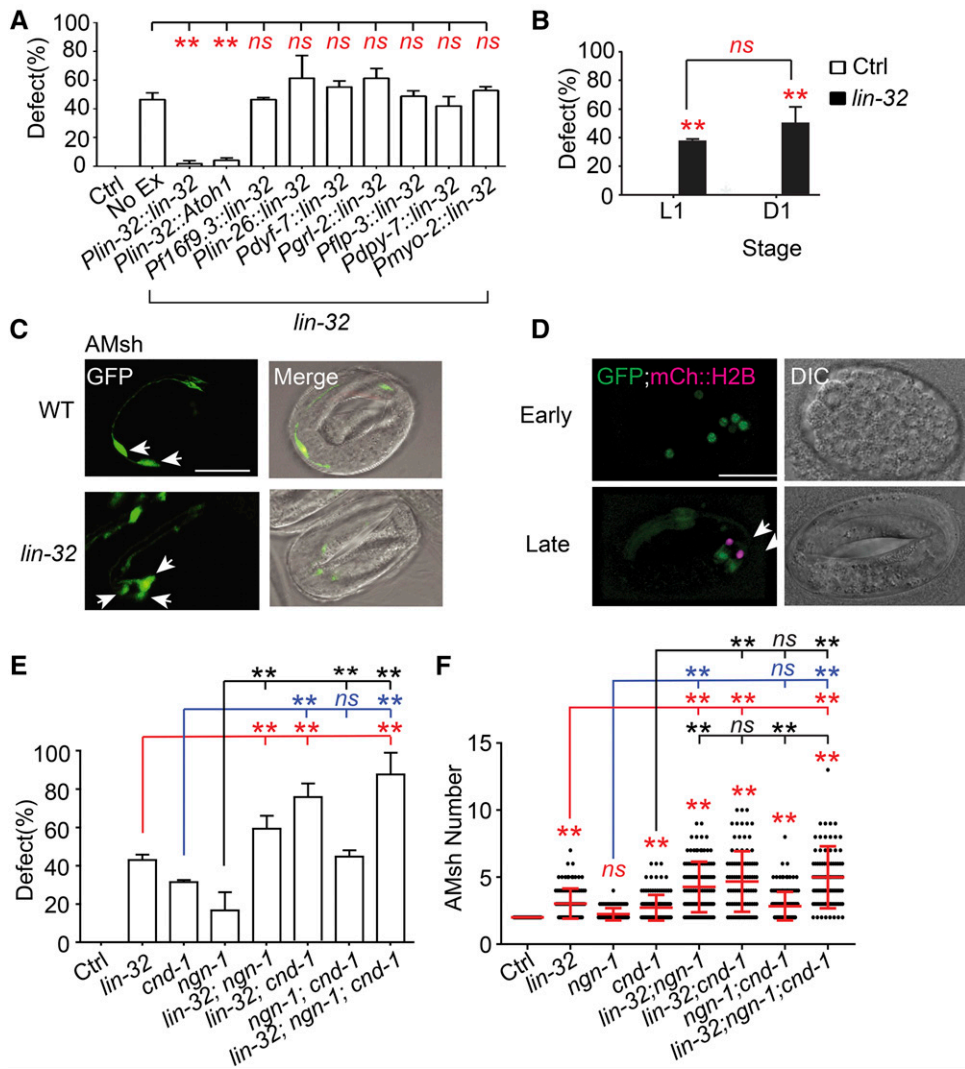 A
Defect(%)
100
80
60
40
20
0
** ** ns ns ns ns ns ns ns
Ctrl
No Ex
Plin-32::lin-32
Plin-32::Atoh1
Pf16f9.3::lin-32
Plin-26::lin-32
Pdyf-7::lin-32
Pgrl-2::lin-32
Pflp-3::lin-32
Pdpy-7::lin-32
Pmyo-2::lin-32
lin-32
B
Defect(%)
100
80
60
40
20
0
ns
**
**
Ctrl
lin-32
L1 D1
Stage
C
AMsh
GFP
Merge
WT
lin-32
D
GFP;mCh::H2B
DIC
Early
Late
E
** ** **
** ns **
** ** **
Defect(%)
100
80
60
40
20
0
Ctrl
lin-32
cnd-1
ngn-1
lin-32; ngn-1
lin-32; cnd-1
ngn-1; cnd-1
lin-32; ngn-1; cnd-1
F
** ns **
** ns **
** ** **
** ns **
AMsh Number
15
10
5
0
** ns ** ** ** ** **
Ctrl
lin-32
ngn-1
cnd-1
lin-32;ngn-1
lin-32;cnd-1
ngn-1;cnd-1
lin-32;ngn-1;cnd-1